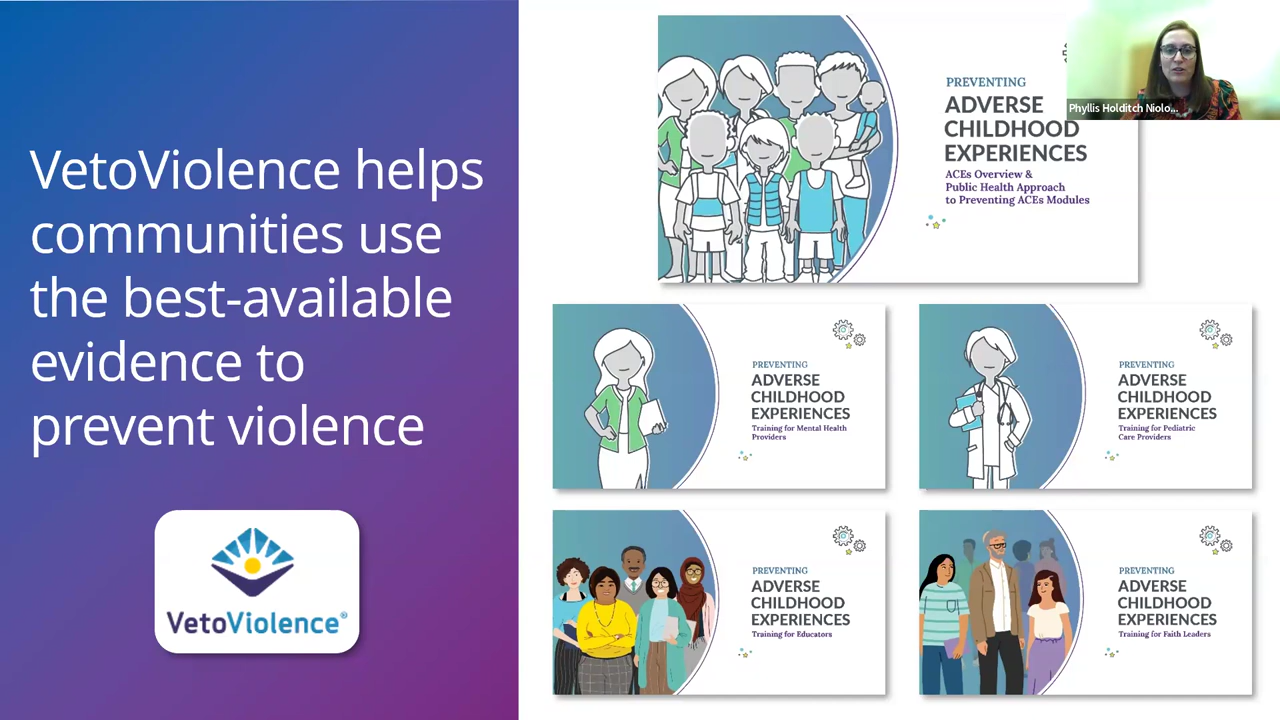 VetoViolence helps
communities use
the best-available
evidence to
prevent violence
VetoViolence®
PREVENTING
ADVERSE
CHILDHOOD
EXPERIENCES
ACEs Overview &
Public Health Approach
to Preventing ACEs Modules
Phyllis Holditch Niolo...
PREVENTING
ADVERSE
CHILDHOOD
EXPERIENCES
Training for Mental Health
Providers
PREVENTING
ADVERSE
CHILDHOOD
EXPERIENCES
Training for Pediatric
Care Providers
PREVENTING
ADVERSE
CHILDHOOD
EXPERIENCES
Training for Educators
PREVENTING
ADVERSE
CHILDHOOD
EXPERIENCES
Training for Faith Leaders